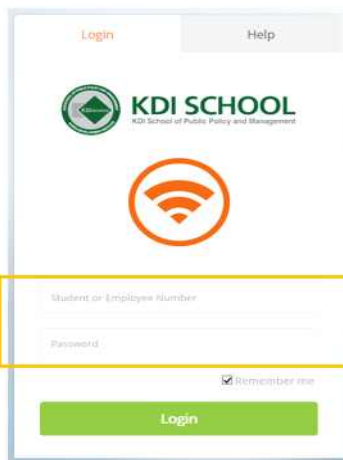 Login
Help
KDI SCHOOL
KDI School of Public Policy and Management
Student or Employee Number
Password
Remember me
Login